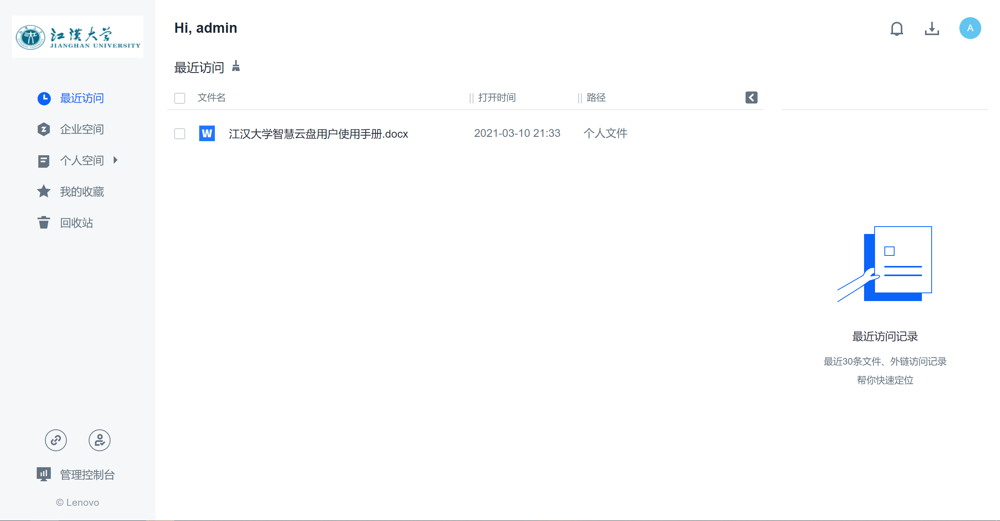 江漢大学
JIANGHAN UNIVERSITY
最近访问
企业空间
个人空间
我的收藏
回收站
管理控制台
© Lenovo
Hi, admin
A
最近访问
文件名 打开时间 路径
W 江汉大学智慧云盘用户使用手册.docx 2021-03-10 21:33 个人文件
最近访问记录
最近30条文件、外链访问记录
帮你快速定位